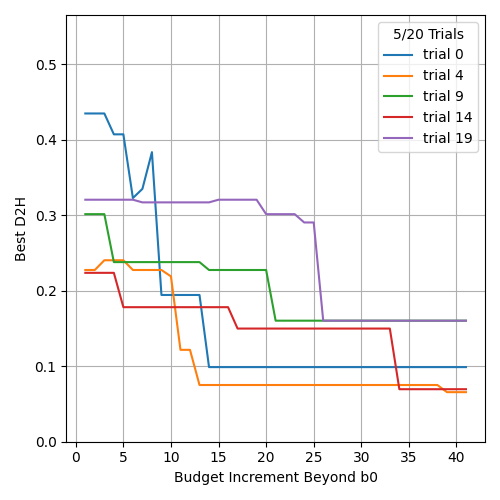 5/20 Trials
trial 0
trial 4
trial 9
trial 14
trial 19
Best D2H
0.5
0.4
0.3
0.2
0.1
0.0
0 5 10 15 20 25 30 35 40
Budget Increment Beyond b0